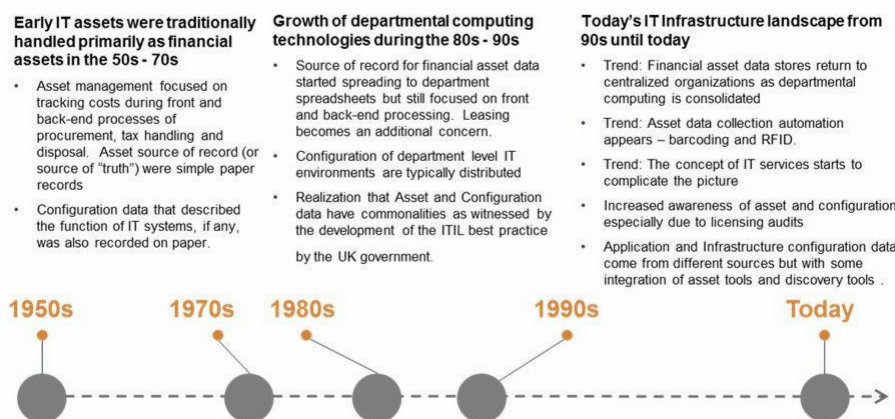 Early IT assets were traditionally
handled primarily as financial
assets in the 50s - 70s
• Asset management focused on
tracking costs during front and
back-end processes of
procurement, tax handling and
disposal. Asset source of record (or
source of "truth") were simple paper
records
• Configuration data that described
the function of IT systems, if any,
was also recorded on paper.
Growth of departmental computing
technologies during the 80s - 90s
• Source of record for financial asset data
started spreading to department
spreadsheets but still focused on front
and back-end processing. Leasing
becomes an additional concern.
• Configuration of department level IT
environments are typically distributed
• Realization that Asset and Configuration
data have commonalities as witnessed by
the development of the ITIL best practice
by the UK government.
Today's IT Infrastructure landscape from
90s until today
• Trend: Financial asset data stores return to
centralized organizations as departmental
computing is consolidated
• Trend: Asset data collection automation
appears – barcoding and RFID.
• Trend: The concept of IT services starts to
complicate the picture
• Increased awareness of asset and configuration
especially due to licensing audits
• Application and Infrastructure configuration data
come from different sources but with some
integration of asset tools and discovery tools .
1950s
1970s
1980s
1990s
Today